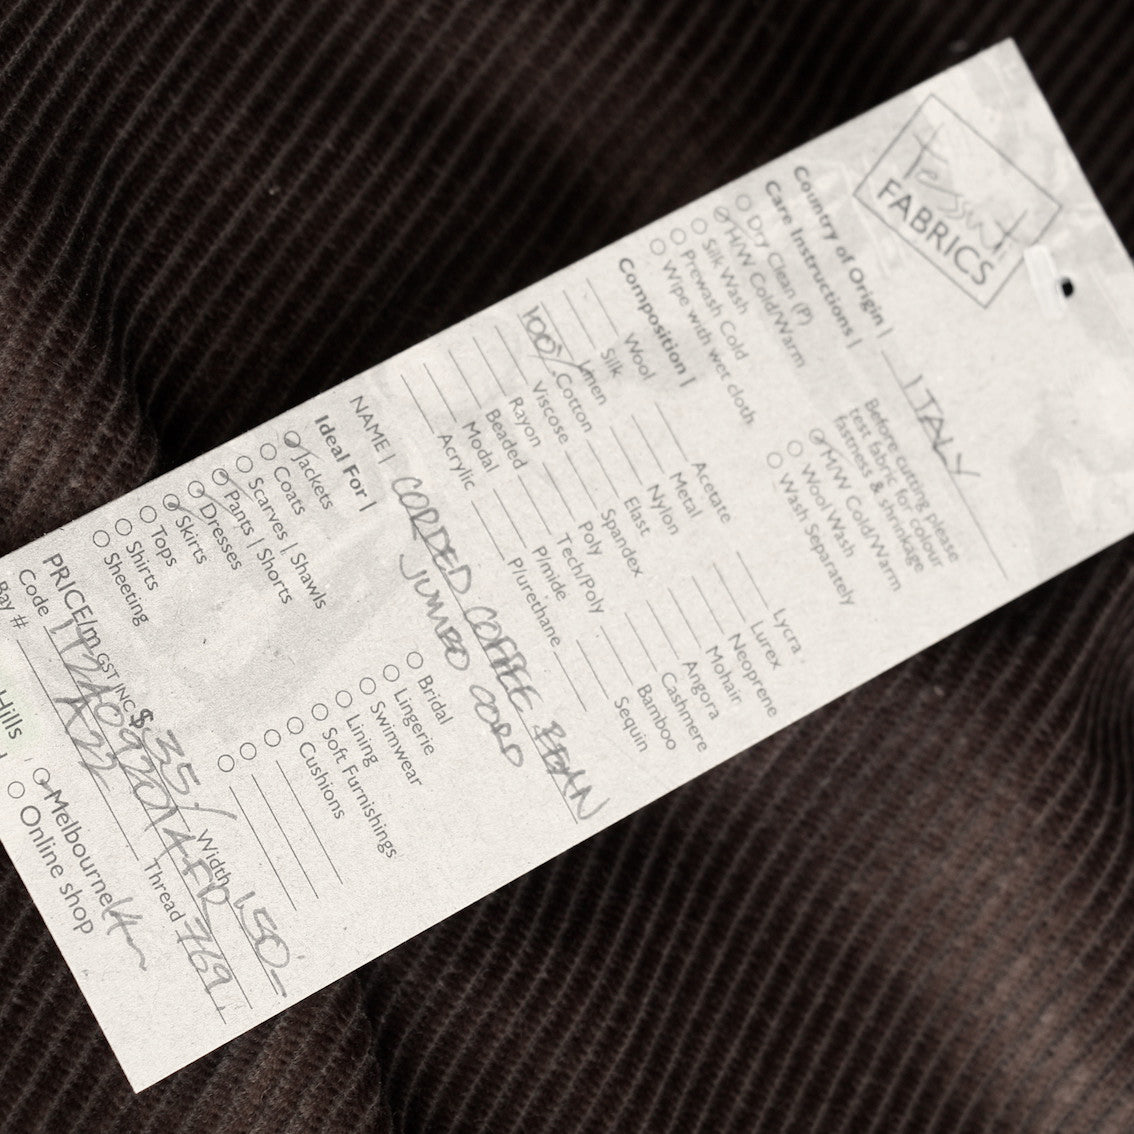 Tessuti
FABRICS
Country of Origin | ITALY
Care Instructions |
Before cutting please
test fabric for colour
fastness & shrinkage
Dry Clean (P)
H/W Cold/Warm
Silk Wash
Prewash Cold
Wipe with wet cloth
M/W Cold/Warm
Wool Wash
Wash Separately
Composition |
Wool
Silk
Linen
100% Cotton
Viscose
Rayon
Beaded
Modal
Acrylic
Acetate
Metal
Nylon
Elast
Spandex
Poly
Tech/Poly
P/mide
P/urethane
Lycra
Lurex
Neoprene
Mohair
Angora
Cashmere
Bamboo
Sequin
NAME | CORDED COFFEE BEAN
JUMBO CORD
Ideal For |
Jackets
Coats
Scarves | Shawls
Pants | Shorts
Dresses
Skirts
Tops
Shirts
Sheeting
Bridal
Lingerie
Swimwear
Lining
Soft Furnishings
Cushions
PRICE/m GST INC $ 35/ Width 150-
Code
Bay # A22 Thread 769
Hills
Melbourne
Online shop